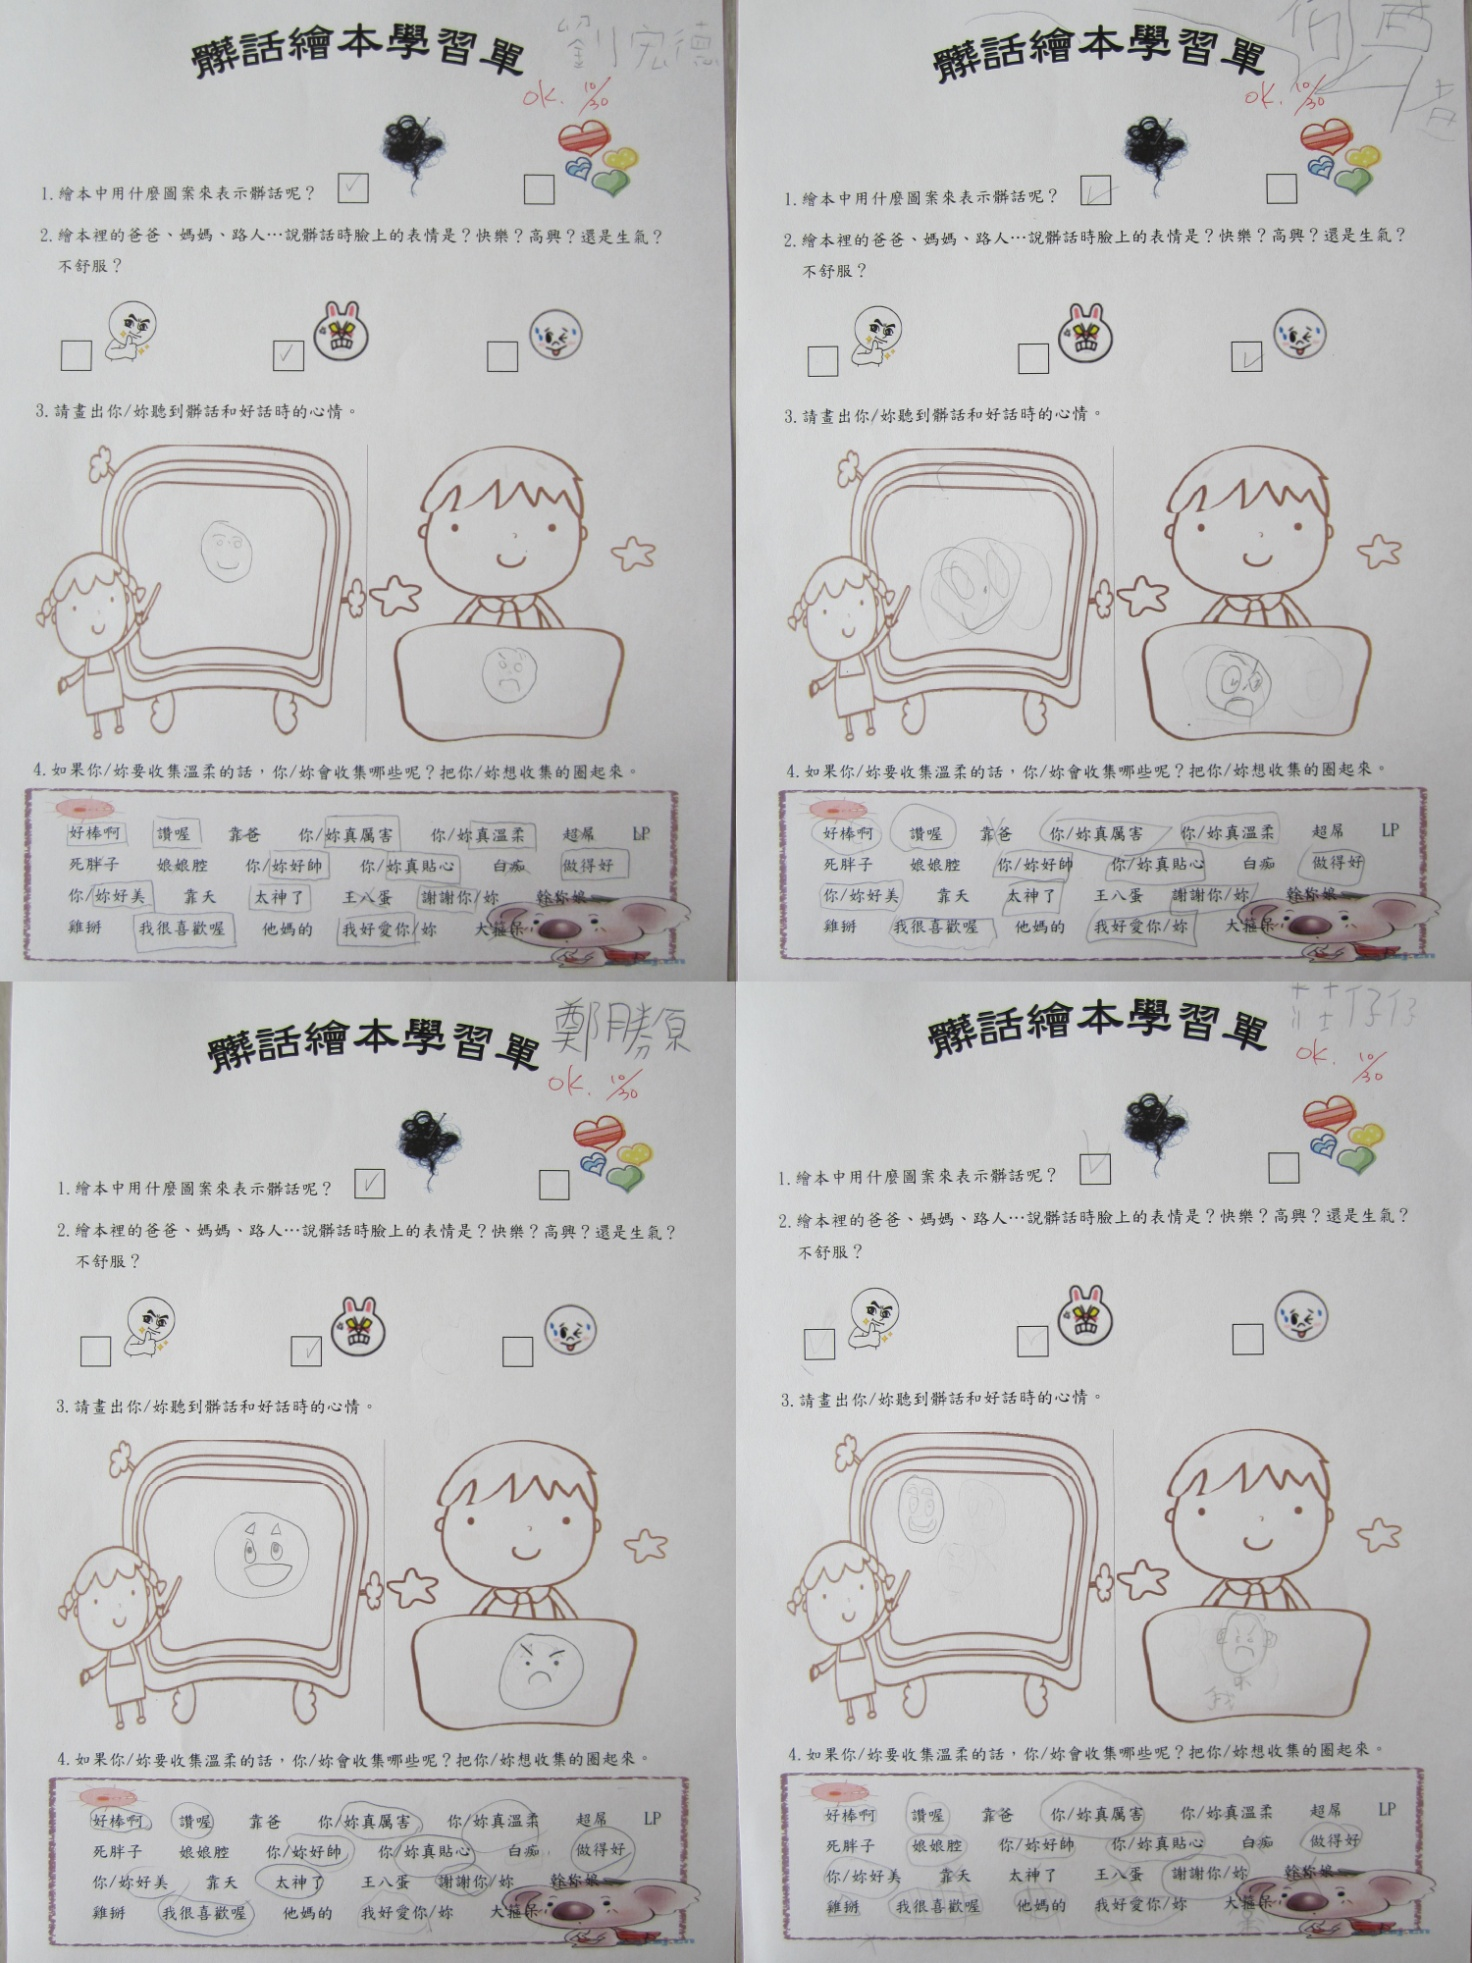 髒話繪本學習單
劉宏德
ok. 10/30
1. 繪本中用什麼圖案來表示髒話呢？
2. 繪本裡的爸爸、媽媽、路人…說髒話時臉上的表情是？快樂？高興？還是生氣？
不舒服？
3. 請畫出你/妳聽到髒話和好話時的心情。
4. 如果你/妳要收集溫柔的話，你/妳會收集哪些呢？把你/妳想收集的圈起來。
好棒啊 讚喔 靠爸 你/妳真厲害 你/妳真溫柔 超屌 LP
死胖子 娘娘腔 你/妳好帥 你/妳真貼心 白痴 做得好
你/妳好美 靠天 太神了 王八蛋 謝謝你/妳 幹你娘
雞掰 我很喜歡喔 他媽的 我好愛你/妳 大箍呆
髒話繪本學習單
ok. 10/30
1. 繪本中用什麼圖案來表示髒話呢？
2. 繪本裡的爸爸、媽媽、路人…說髒話時臉上的表情是？快樂？高興？還是生氣？
不舒服？
3. 請畫出你/妳聽到髒話和好話時的心情。
4. 如果你/妳要收集溫柔的話，你/妳會收集哪些呢？把你/妳想收集的圈起來。
好棒啊 讚喔 靠爸 你/妳真厲害 你/妳真溫柔 超屌 LP
死胖子 娘娘腔 你/妳好帥 你/妳真貼心 白痴 做得好
你/妳好美 靠天 太神了 王八蛋 謝謝你/妳 幹你娘
雞掰 我很喜歡喔 他媽的 我好愛你/妳 大箍呆
髒話繪本學習單
鄭勝原
ok. 10/30
1. 繪本中用什麼圖案來表示髒話呢？
2. 繪本裡的爸爸、媽媽、路人…說髒話時臉上的表情是？快樂？高興？還是生氣？
不舒服？
3. 請畫出你/妳聽到髒話和好話時的心情。
4. 如果你/妳要收集溫柔的話，你/妳會收集哪些呢？把你/妳想收集的圈起來。
好棒啊 讚喔 靠爸 你/妳真厲害 你/妳真溫柔 超屌 LP
死胖子 娘娘腔 你/妳好帥 你/妳真貼心 白痴 做得好
你/妳好美 靠天 太神了 王八蛋 謝謝你/妳 幹你娘
雞掰 我很喜歡喔 他媽的 我好愛你/妳 大箍呆
髒話繪本學習單
莊仔仔
ok. 10/30
1. 繪本中用什麼圖案來表示髒話呢？
2. 繪本裡的爸爸、媽媽、路人…說髒話時臉上的表情是？快樂？高興？還是生氣？
不舒服？
3. 請畫出你/妳聽到髒話和好話時的心情。
4. 如果你/妳要收集溫柔的話，你/妳會收集哪些呢？把你/妳想收集的圈起來。
好棒啊 讚喔 靠爸 你/妳真厲害 你/妳真溫柔 超屌 LP
死胖子 娘娘腔 你/妳好帥 你/妳真貼心 白痴 做得好
你/妳好美 靠天 太神了 王八蛋 謝謝你/妳 幹你娘
雞掰 我很喜歡喔 他媽的 我好愛你/妳 大箍呆